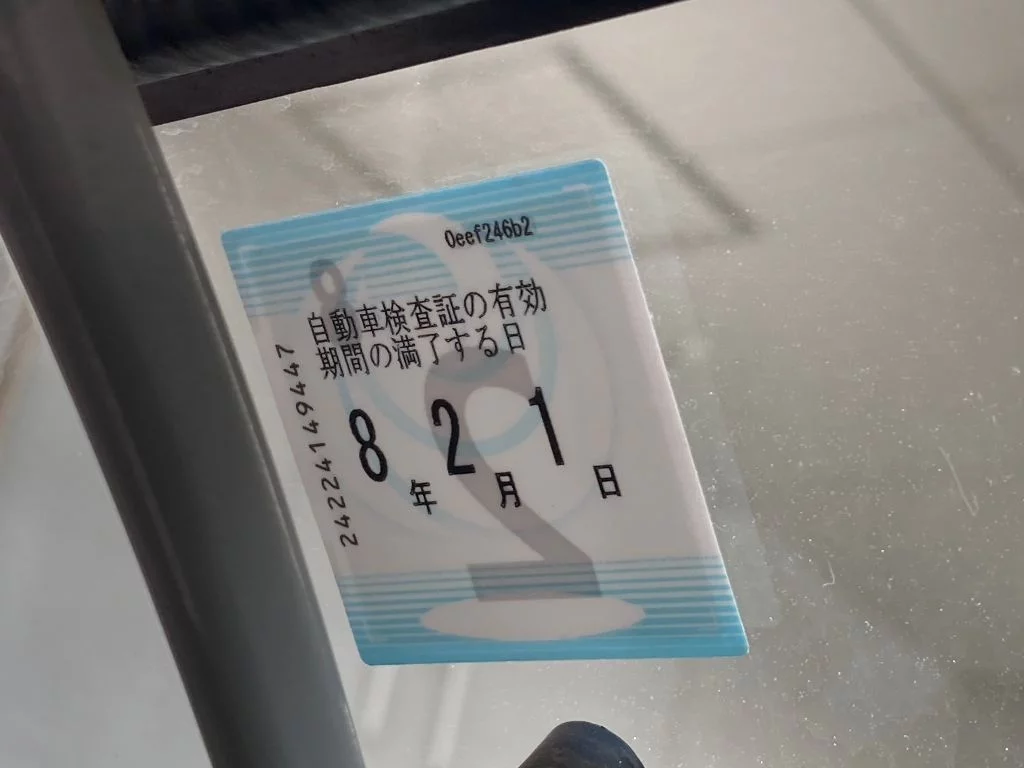 0eef246b2
自動車検査証の有効
期間の満了する日
8年 2月 1日
24224149447